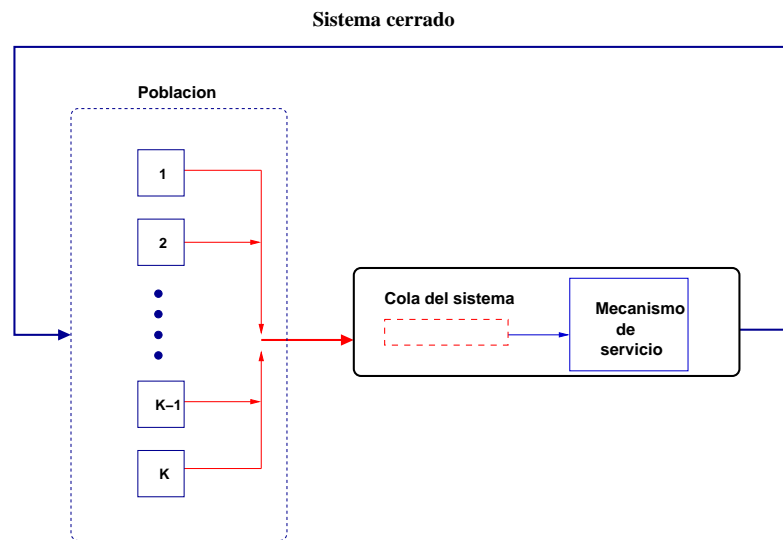 Sistema cerrado
Poblacion
1
2
K−1
K
Cola del sistema
Mecanismo
de
servicio